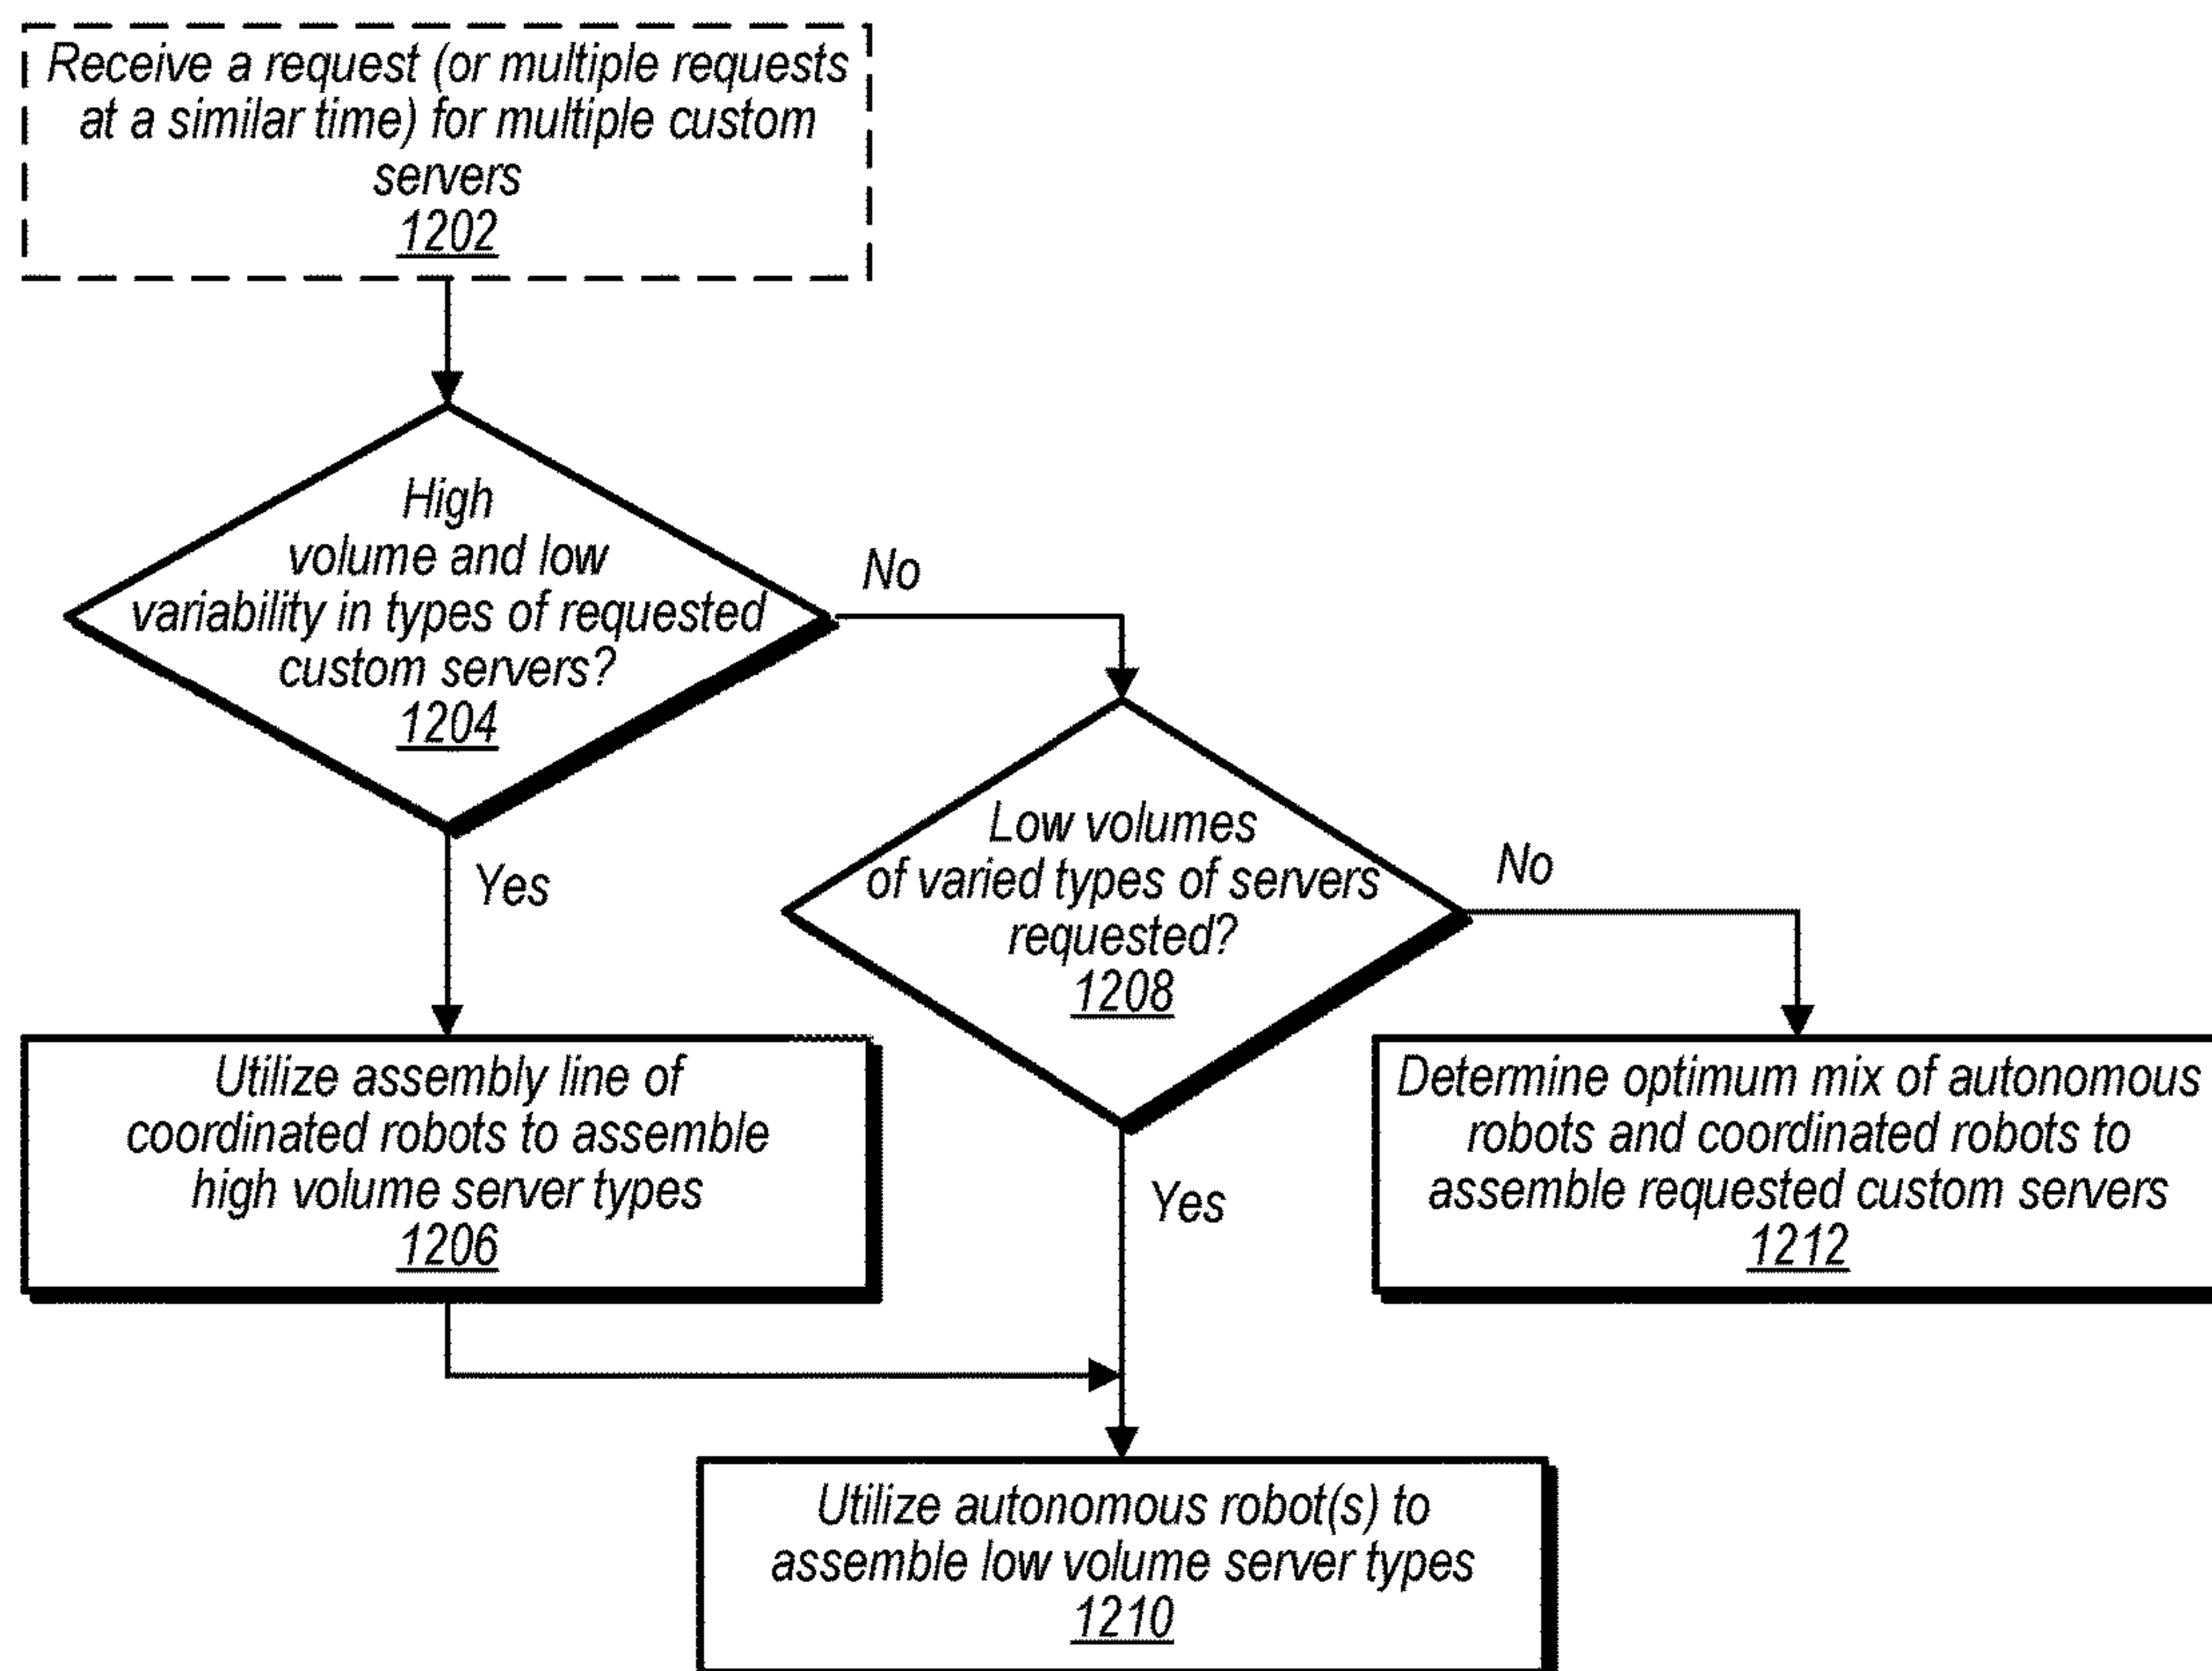 Receive a request (or multiple requests
at a similar time) for multiple custom
servers
1202
High
volume and low
variability in types of requested
custom servers?
1204
No
Yes
Low volumes
of varied types of servers
requested?
1208
No
Yes
Utilize assembly line of
coordinated robots to assemble
high volume server types
1206
Determine optimum mix of autonomous
robots and coordinated robots to
assemble requested custom servers
1212
Utilize autonomous robot(s) to
assemble low volume server types
1210